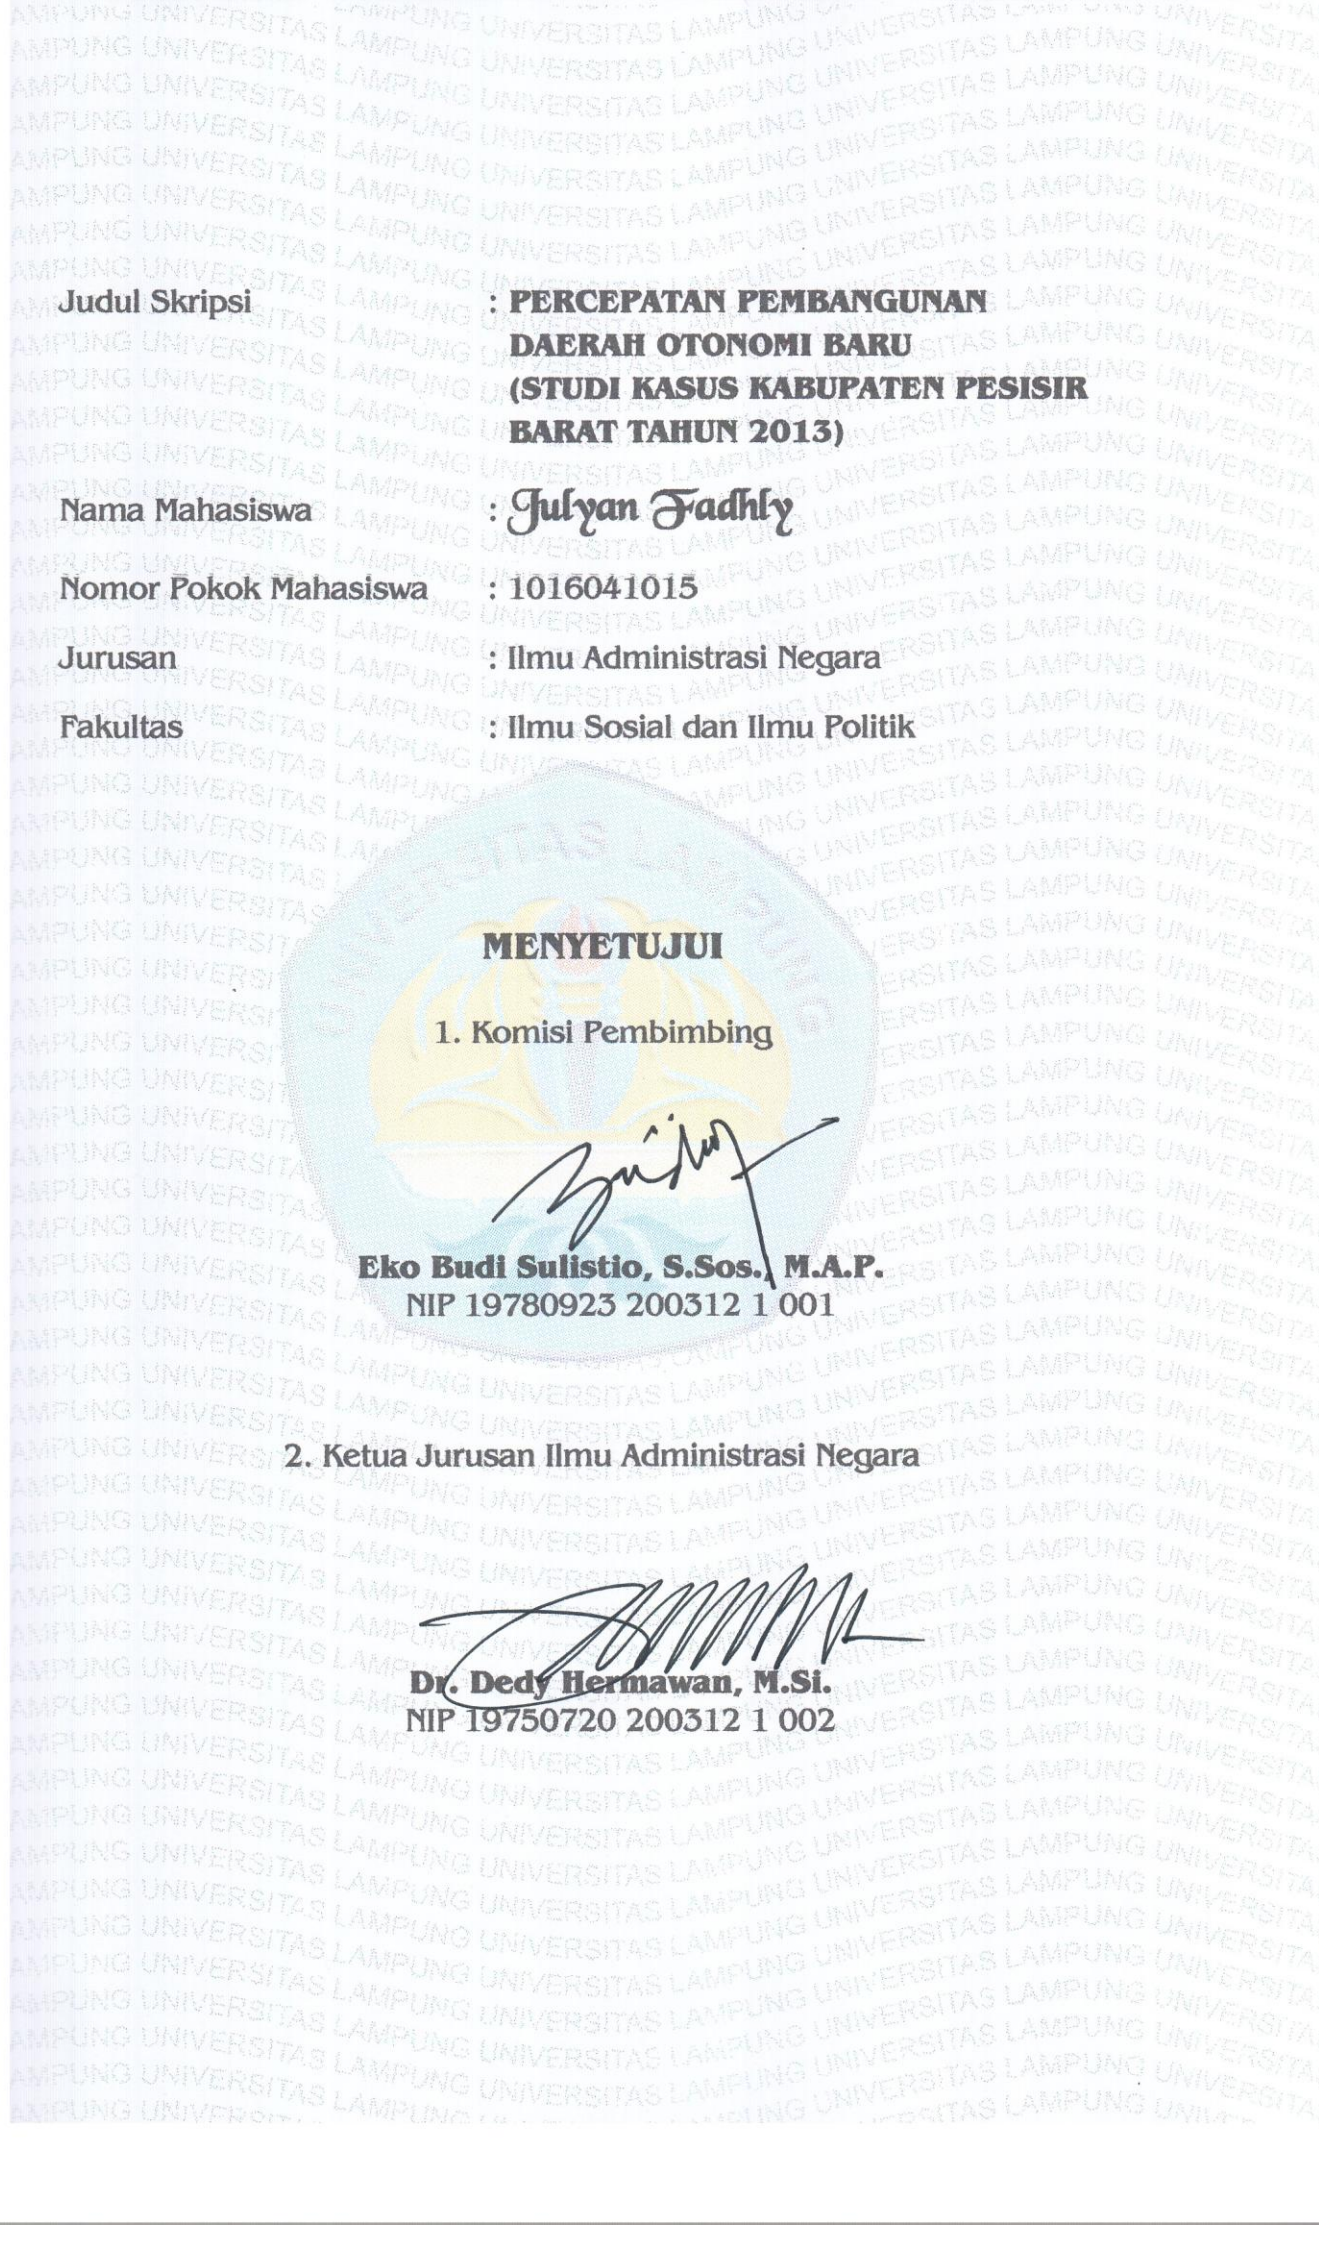 Judul Skripsi : PERCEPATAN PEMBANGUNAN
DAERAH OTONOMI BARU
(STUDI KASUS KABUPATEN PESISIR
BARAT TAHUN 2013)
Nama Mahasiswa : Julyan Fadhly
Nomor Pokok Mahasiswa : 1016041015
Jurusan : Ilmu Administrasi Negara
Fakultas : Ilmu Sosial dan Ilmu Politik
UNIVERSITAS LAMPUNG
MENYETUJUI
1. Komisi Pembimbing
Eko Budi Sulistio, S.Sos., M.A.P.
NIP 19780923 200312 1 001
2. Ketua Jurusan Ilmu Administrasi Negara
Dr. Dedy Hermawan, M.Si.
NIP 19750720 200312 1 002